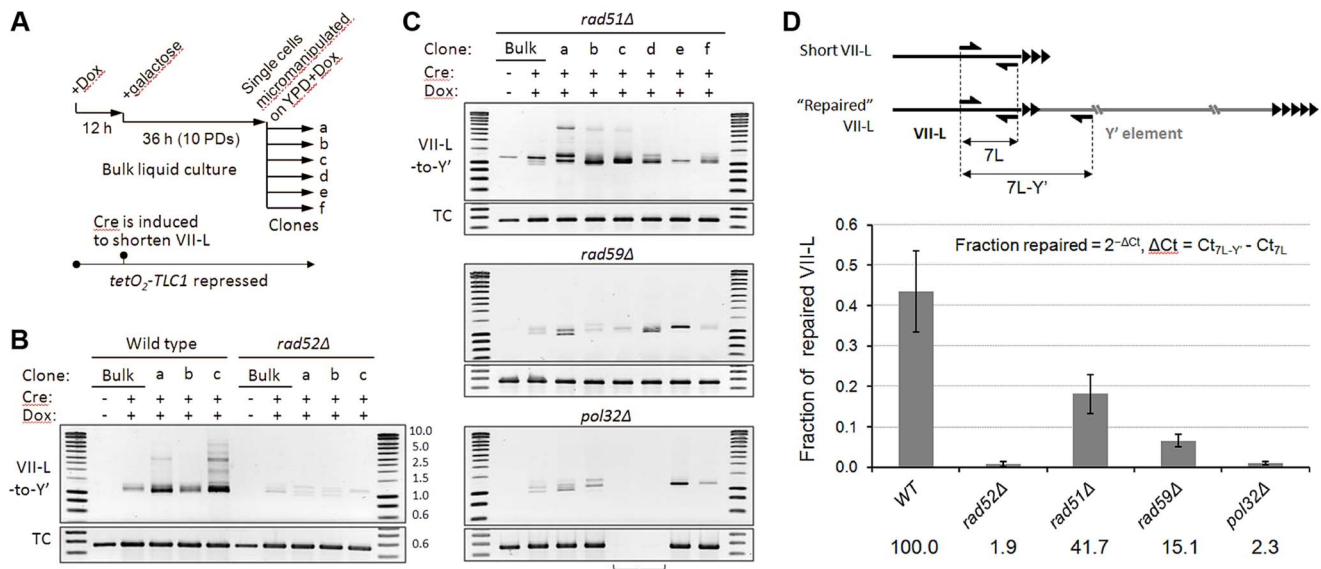 A
+Dox
+galactose
Single cells
micromanipulated
on YPD+Dox
12 h
36 h (10 PDs)
Bulk liquid culture
a
b
c
d
e
f
Clones
Cre is induced
to shorten VII-L
tetO2-TLC1 repressed
B
Wild type rad52Δ
Clone: Bulk a b c Bulk a b c
Cre: - + + + + - + + + +
Dox: - + + + + - + + + +
VII-L
-to-Y'
10.0
5.0
2.5
1.5
1.0
0.6
TC
0.6
C
rad51Δ
Clone: Bulk a b c d e f
Cre: - + + + + + + +
Dox: - + + + + + + +
VII-L
-to-Y'
TC
rad59Δ
pol32Δ
D
Short VII-L
"Repaired"
VII-L
VII-L
Y' element
7L
7L-Y'
Fraction of repaired VII-L
0.6
0.5
0.4
0.3
0.2
0.1
0.0
Fraction repaired = 2^−ΔCt, ΔCt = Ct7L-Y' - Ct7L
WT rad52Δ rad51Δ rad59Δ pol32Δ
100.0 1.9 41.7 15.1 2.3